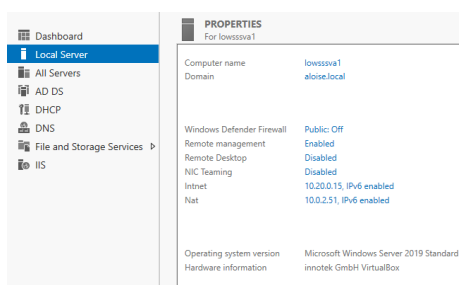 Dashboard
Local Server
All Servers
AD DS
DHCP
DNS
File and Storage Services
IIS
PROPERTIES
For lowsssva1
Computer name lowsssva1
Domain aloise.local
Windows Defender Firewall Public: Off
Remote management Enabled
Remote Desktop Disabled
NIC Teaming Disabled
Intnet 10.20.0.15, IPv6 enabled
Nat 10.0.2.51, IPv6 enabled
Operating system version Microsoft Windows Server 2019 Standard
Hardware information innotek GmbH VirtualBox